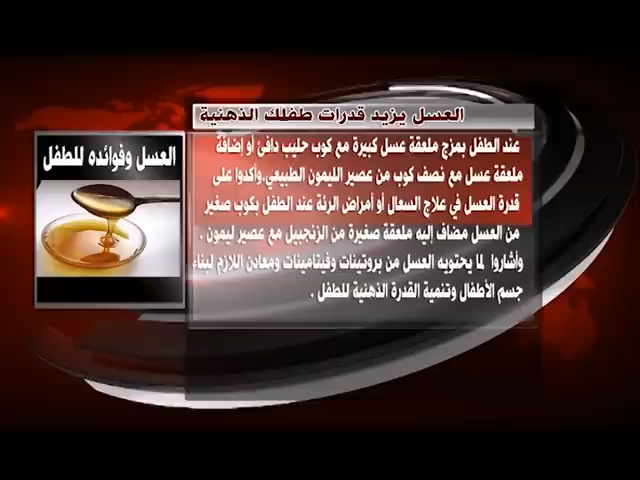 العسل يزيد قدرات طفلك الذهنية
العسل وفوائده للطفل
عند الطفل بمزج ملعقة عسل كبيرة مع كوب حليب دافئ أو إضافة
ملعقة عسل مع نصف كوب من عصير الليمون الطبيعي.وأكدوا على
قدرة العسل في علاج السعال أو أمراض الرئة عند الطفل بكوب صغير
من العسل مضاف إليه ملعقة صغيرة من الزنجبيل مع عصير ليمون .
وأشاروا لما يحتويه العسل من بروتينات وفيتامينات ومعادن اللازم لبناء
جسم الأطفال وتنمية القدرة الذهنية للطفل .